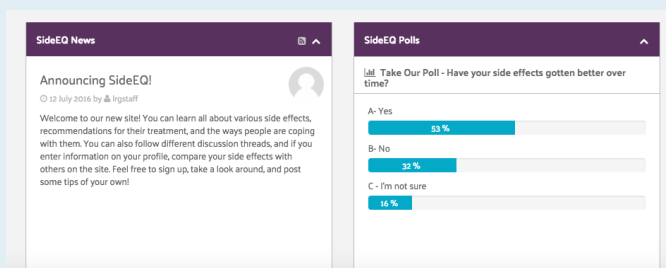 SideEQ News
Announcing SideEQ!
12 July 2016 by lrgstaff
Welcome to our new site! You can learn all about various side effects,
recommendations for their treatment, and the ways people are coping
with them. You can also follow different discussion threads, and if you
enter information on your profile, compare your side effects with
others on the site. Feel free to sign up, take a look around, and post
some tips of your own!
SideEQ Polls
Take Our Poll - Have your side effects gotten better over
time?
A- Yes
53 %
B- No
32 %
C - I'm not sure
16 %